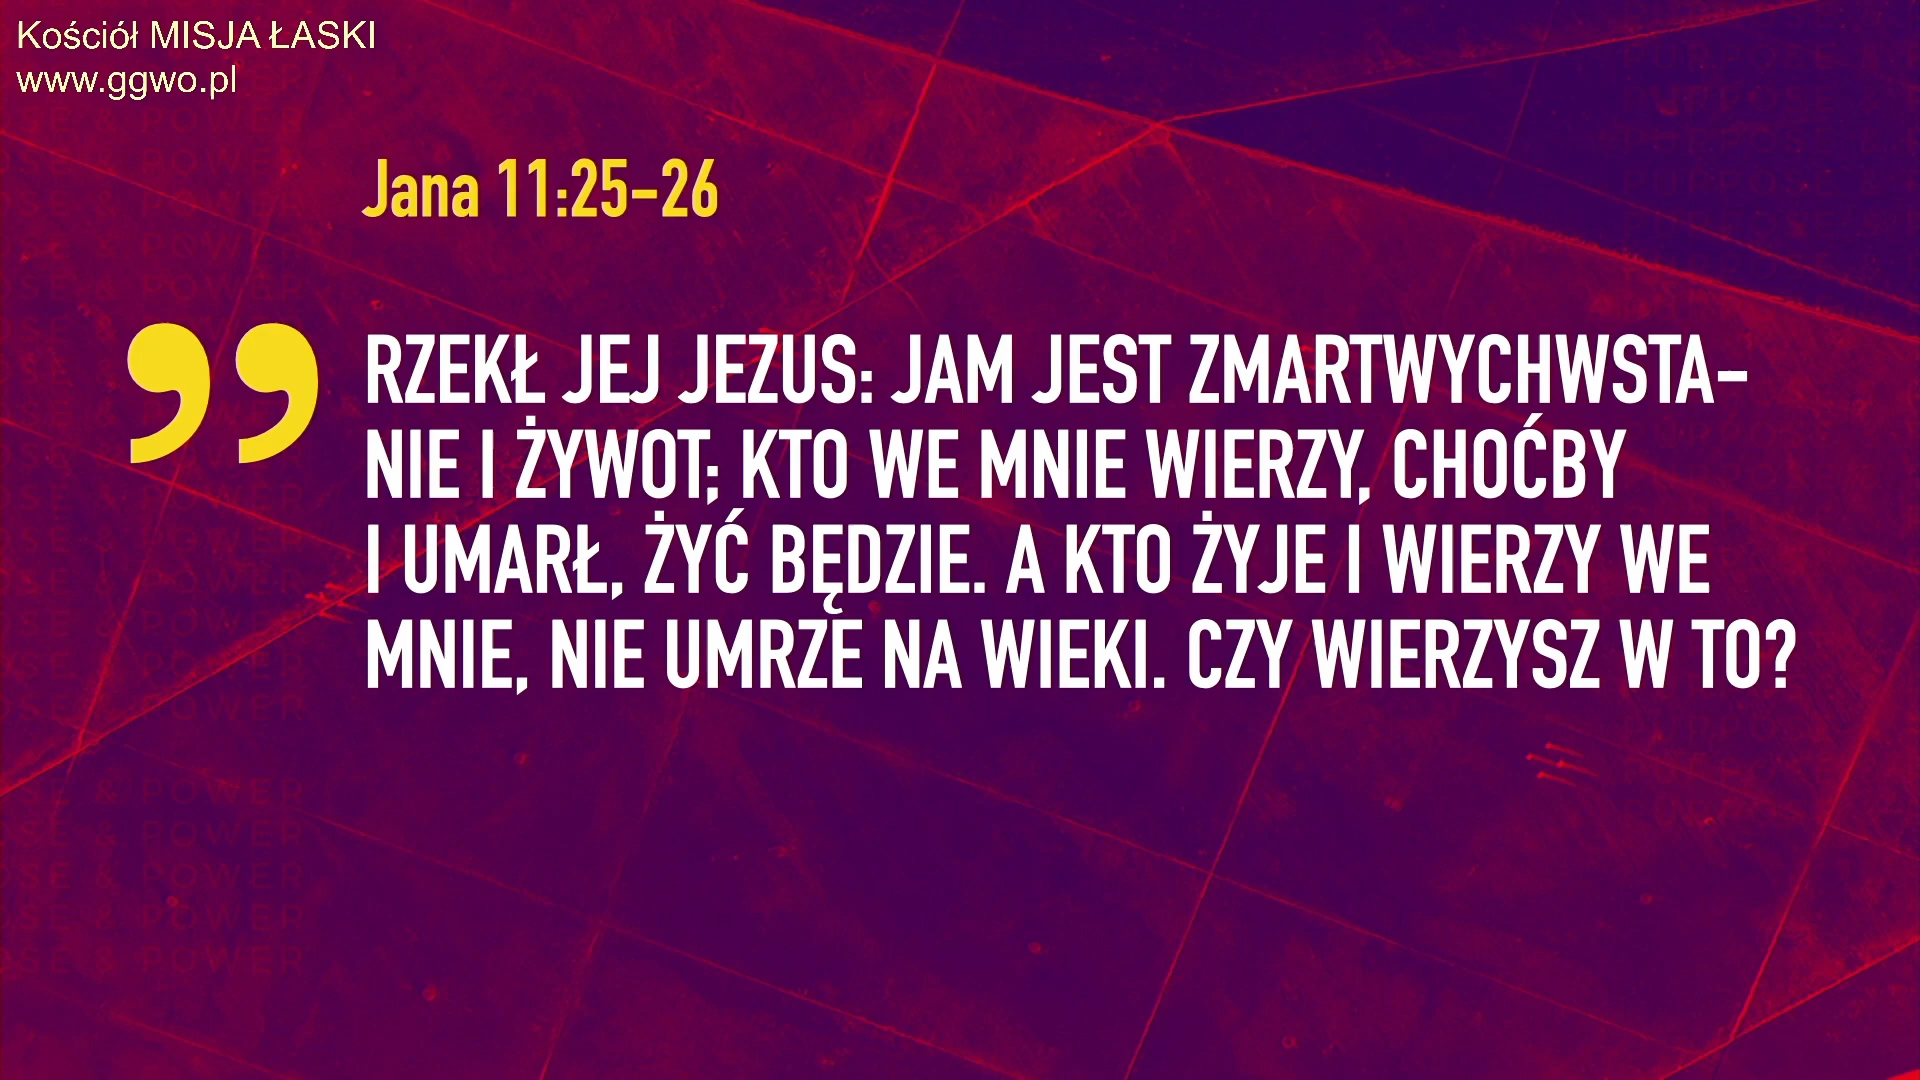 Kościół MISJA ŁASKI
www.ggwo.pl
Jana 11:25-26
RZEKŁ JEJ JEZUS: JAM JEST ZMARTWYCHWSTA-
NIE I ŻYWOT; KTO WE MNIE WIERZY, CHOĆBY
I UMARŁ, ŻYĆ BĘDZIE. A KTO ŻYJE I WIERZY WE
MNIE, NIE UMRZE NA WIEKI. CZY WIERZYSZ W TO?